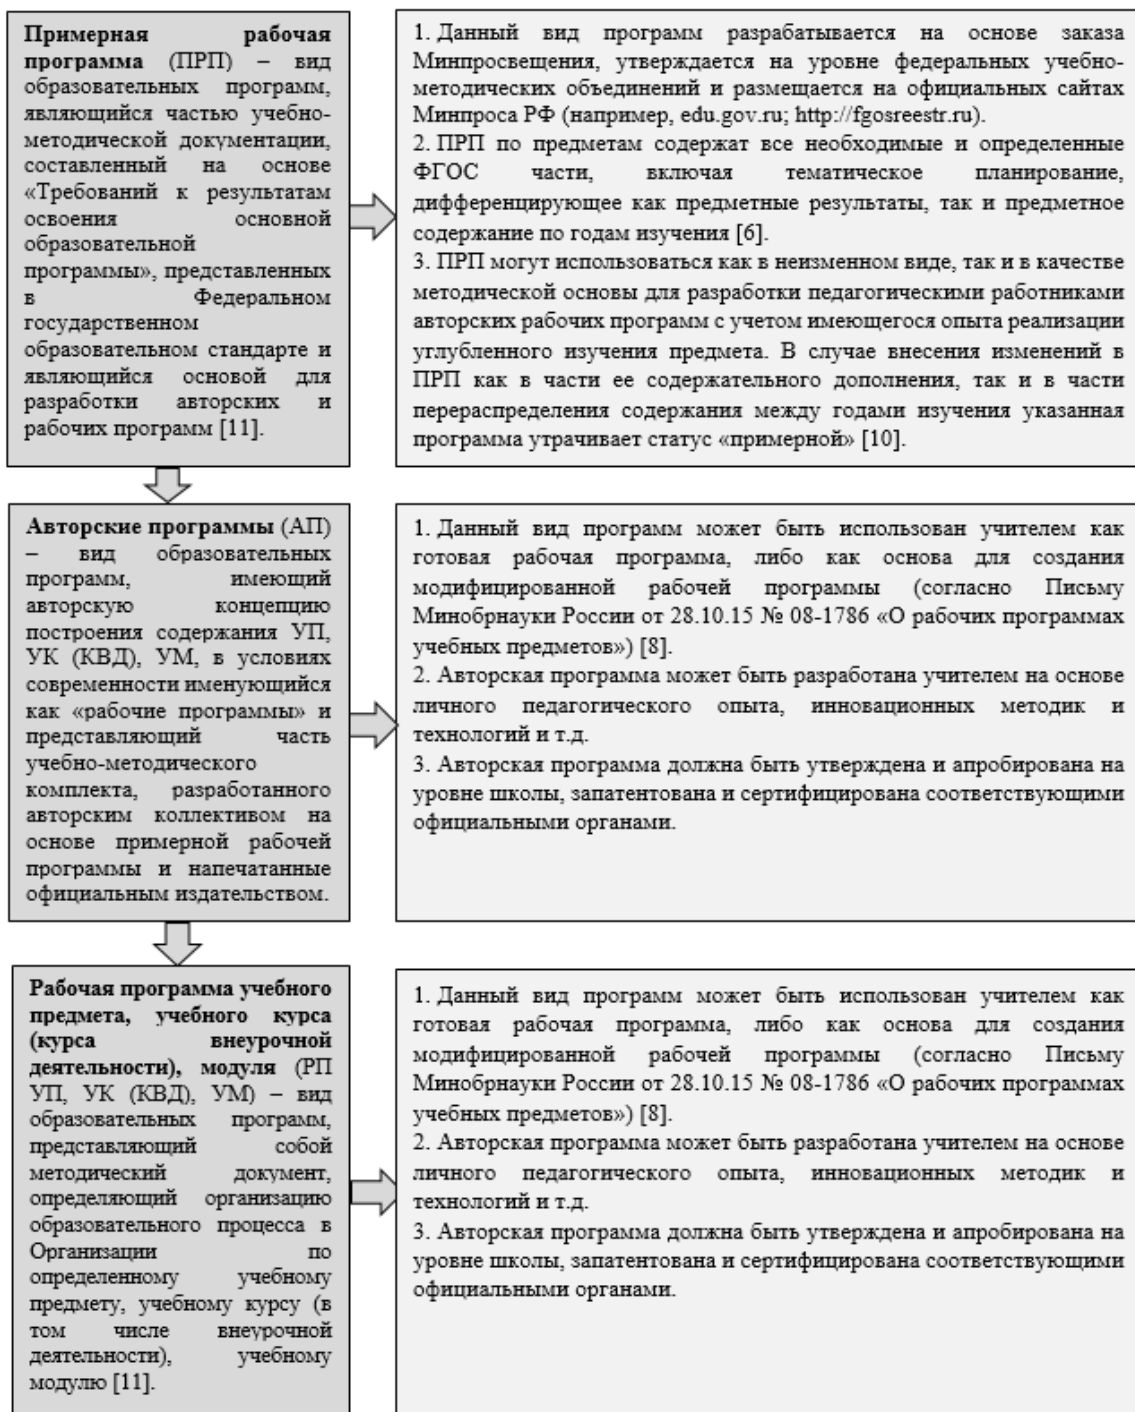 Примерная рабочая
программа (ПРП) – вид
образовательных программ,
являющийся частью учебно-
методической документации,
составленный на основе
«Требований к результатам
освоения основной
образовательной
программы», представленных
в Федеральном
государственном
образовательном стандарте и
являющийся основой для
разработки авторских и
рабочих программ [11].
1. Данный вид программ разрабатывается на основе заказа
Минпросвещения, утверждается на уровне федеральных учебно-
методических объединений и размещается на официальных сайтах
Минпроса РФ (например, edu.gov.ru; http://fgosreestr.ru).
2. ПРП по предметам содержат все необходимые и определенные
ФГОС части, включая тематическое планирование,
дифференцирующее как предметные результаты, так и предметное
содержание по годам изучения [6].
3. ПРП могут использоваться как в неизменном виде, так и в качестве
методической основы для разработки педагогическими работниками
авторских рабочих программ с учетом имеющегося опыта реализации
углубленного изучения предмета. В случае внесения изменений в
ПРП как в части ее содержательного дополнения, так и в части
перераспределения содержания между годами изучения указанная
программа утрачивает статус «примерной» [10].
Авторские программы (АП)
– вид образовательных
программ, имеющий
авторскую концепцию
построения содержания УП,
УК (КВД), УМ, в условиях
современности именующийся
как «рабочие программы» и
представляющий часть
учебно-методического
комплекта, разработанного
авторским коллективом на
основе примерной рабочей
программы и напечатанные
официальным издательством.
1. Данный вид программ может быть использован учителем как
готовая рабочая программа, либо как основа для создания
модифицированной рабочей программы (согласно Письму
Минобрнауки России от 28.10.15 № 08-1786 «О рабочих программах
учебных предметов») [8].
2. Авторская программа может быть разработана учителем на основе
личного педагогического опыта, инновационных методик и
технологий и т.д.
3. Авторская программа должна быть утверждена и апробирована на
уровне школы, запатентована и сертифицирована соответствующими
официальными органами.
Рабочая программа учебного
предмета, учебного курса
(курса внеурочной
деятельности), модуля (РП
УП, УК (КВД), УМ) – вид
образовательных программ,
представляющий собой
методический документ,
определяющий организацию
образовательного процесса в
Организации по
определенному учебному
предмету, учебному курсу (в
том числе внеурочной
деятельности), учебному
модулю [11].
1. Данный вид программ может быть использован учителем как
готовая рабочая программа, либо как основа для создания
модифицированной рабочей программы (согласно Письму
Минобрнауки России от 28.10.15 № 08-1786 «О рабочих программах
учебных предметов») [8].
2. Авторская программа может быть разработана учителем на основе
личного педагогического опыта, инновационных методик и
технологий и т.д.
3. Авторская программа должна быть утверждена и апробирована на
уровне школы, запатентована и сертифицирована соответствующими
официальными органами.